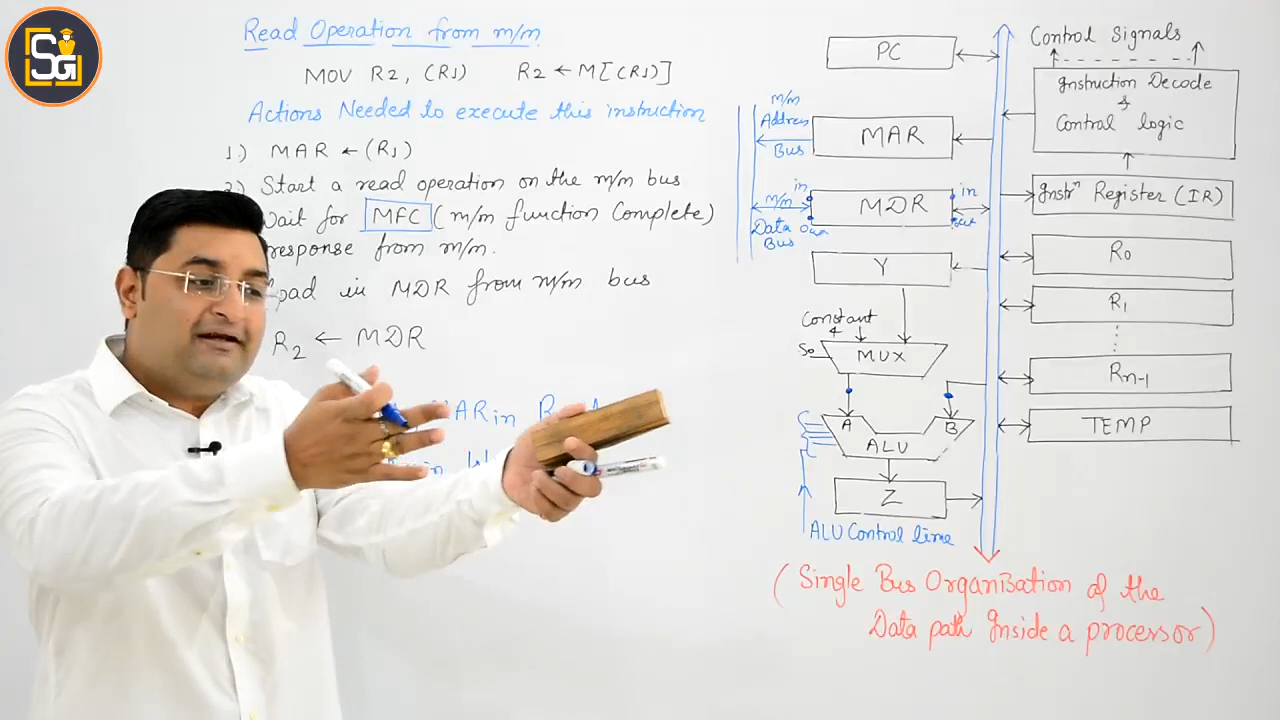 SG
Read Operation from m/m
MOV R2, (R1) R2 ← M[(R1)]
Actions Needed to execute this instruction
1.) MAR ← (R1)
2.) Start a read operation on the m/m bus
Wait for MFC (m/m function Complete)
response from m/m.
in MDR from m/m bus
R2 ← MDR
MARin
PC
MAR
m/m
Address
Bus
MDR
in
in
out
m/m
Data out
Bus
Y
Constant
4
S0
MUX
A
B
ALU
Z
ALU Control line
Control Signals
Instruction Decode
&
Control logic
Instrn Register (IR)
R0
R1
Rn-1
TEMP
(Single Bus Organisation of the
Data path Inside a processor)